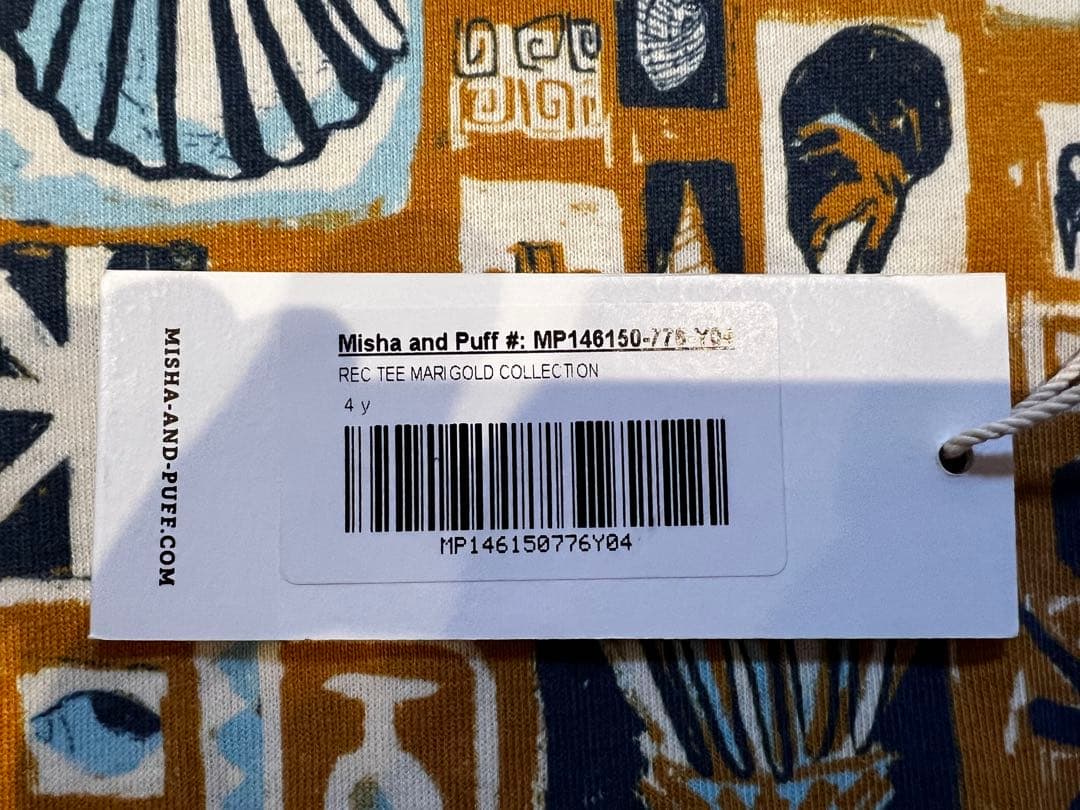 MISHA-AND-PUFF.COM
Misha and Puff #: MP146150-776-Y04
REC TEE MARIGOLD COLLECTION
4 y
MP146150776Y04